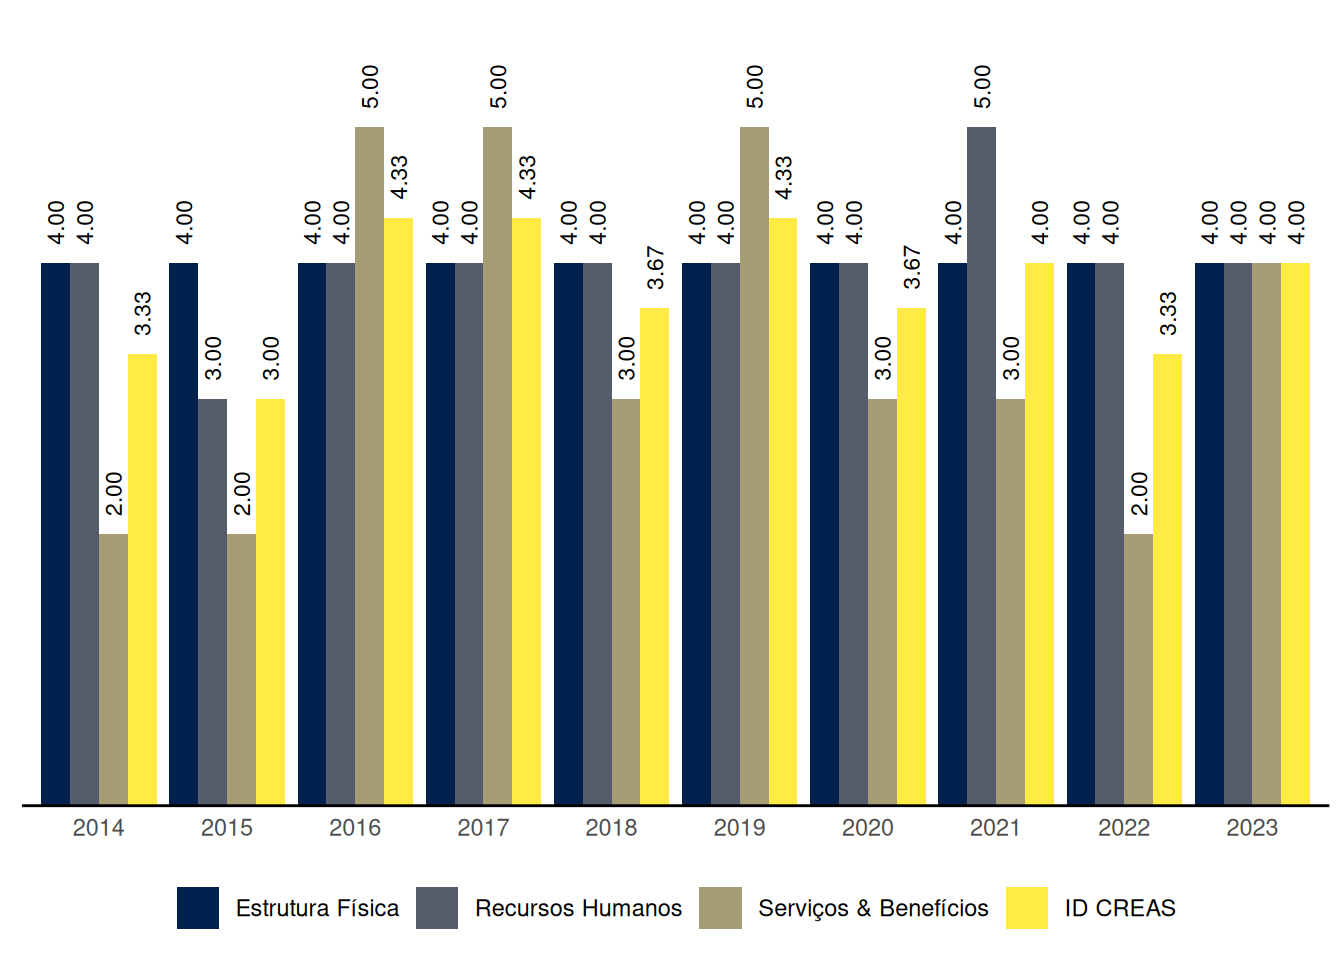 5.00 5.00 5.00 5.00
4.33 4.33 4.33
4.00 4.00 4.00 4.00 4.00 4.00 4.00 4.00 4.00 4.00 4.00 4.00 4.00 4.00 4.00 4.00 4.00 4.00 4.00 4.00 4.00
3.67 3.67
3.33 3.33
3.00 3.00 3.00 3.00 3.00
2.00 2.00 2.00
2014 2015 2016 2017 2018 2019 2020 2021 2022 2023
Estrutura Física Recursos Humanos Serviços & Benefícios ID CREAS